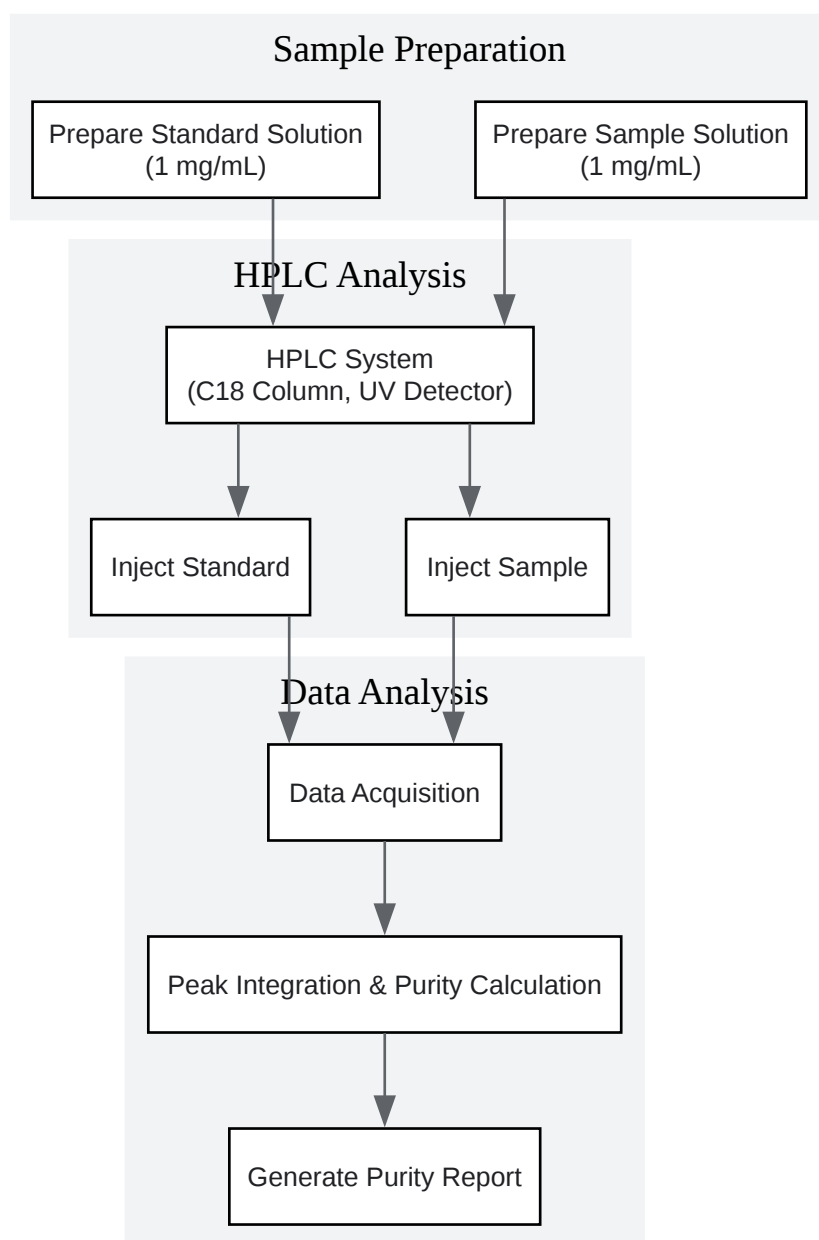 Sample Preparation
Prepare Standard Solution
(1 mg/mL)
Prepare Sample Solution
(1 mg/mL)
HPLC Analysis
HPLC System
(C18 Column, UV Detector)
Inject Standard
Inject Sample
Data Analysis
Data Acquisition
Peak Integration & Purity Calculation
Generate Purity Report